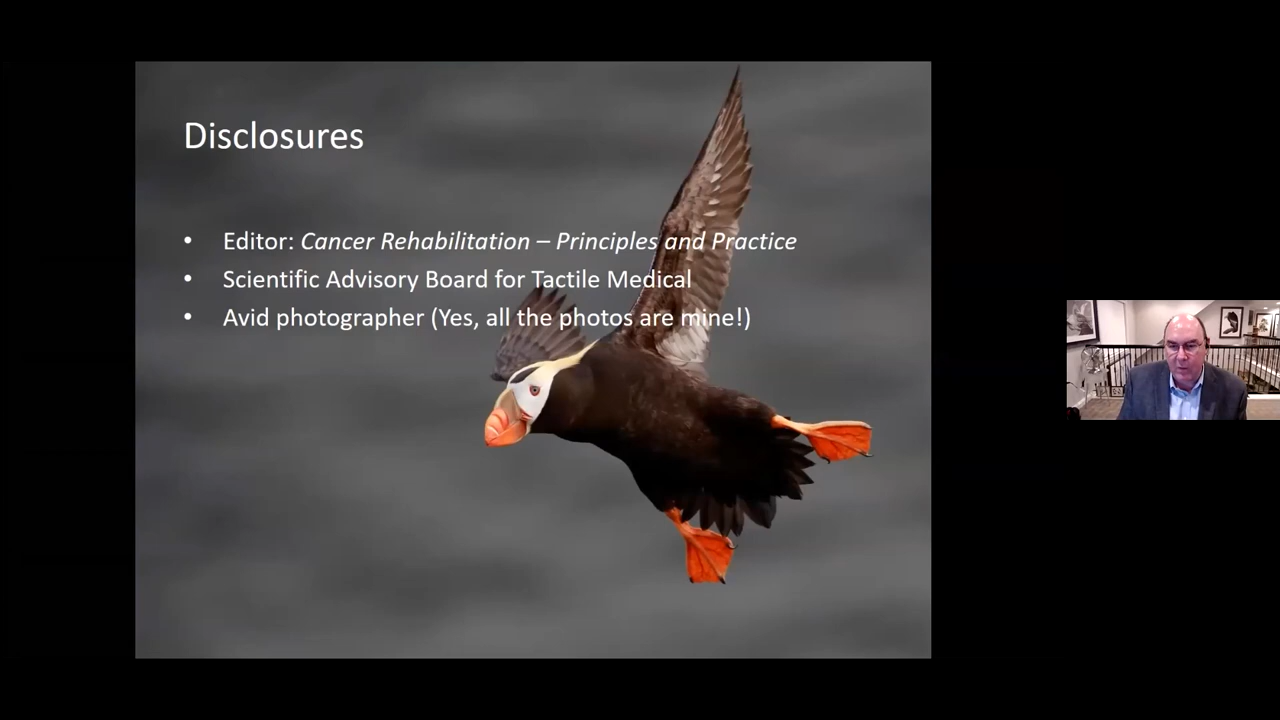 Disclosures
• Editor: Cancer Rehabilitation – Principles and Practice
• Scientific Advisory Board for Tactile Medical
• Avid photographer (Yes, all the photos are mine!)